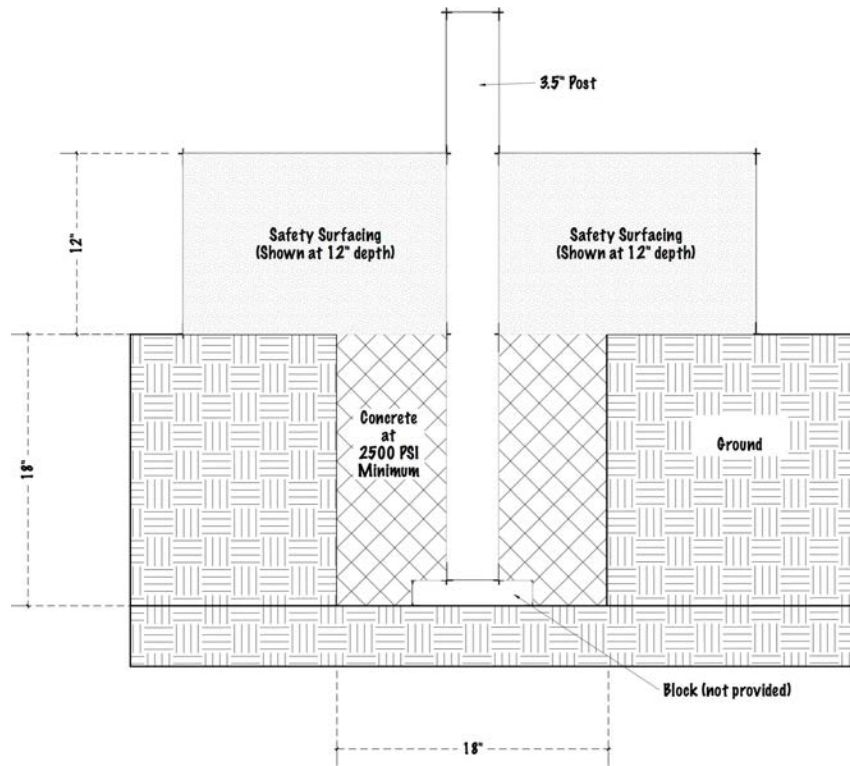 3.5" Post
12"
Safety Surfacing
(Shown at 12" depth)
Safety Surfacing
(Shown at 12" depth)
18"
Concrete
at
2500 PSI
Minimum
Ground
Block (not provided)
18"